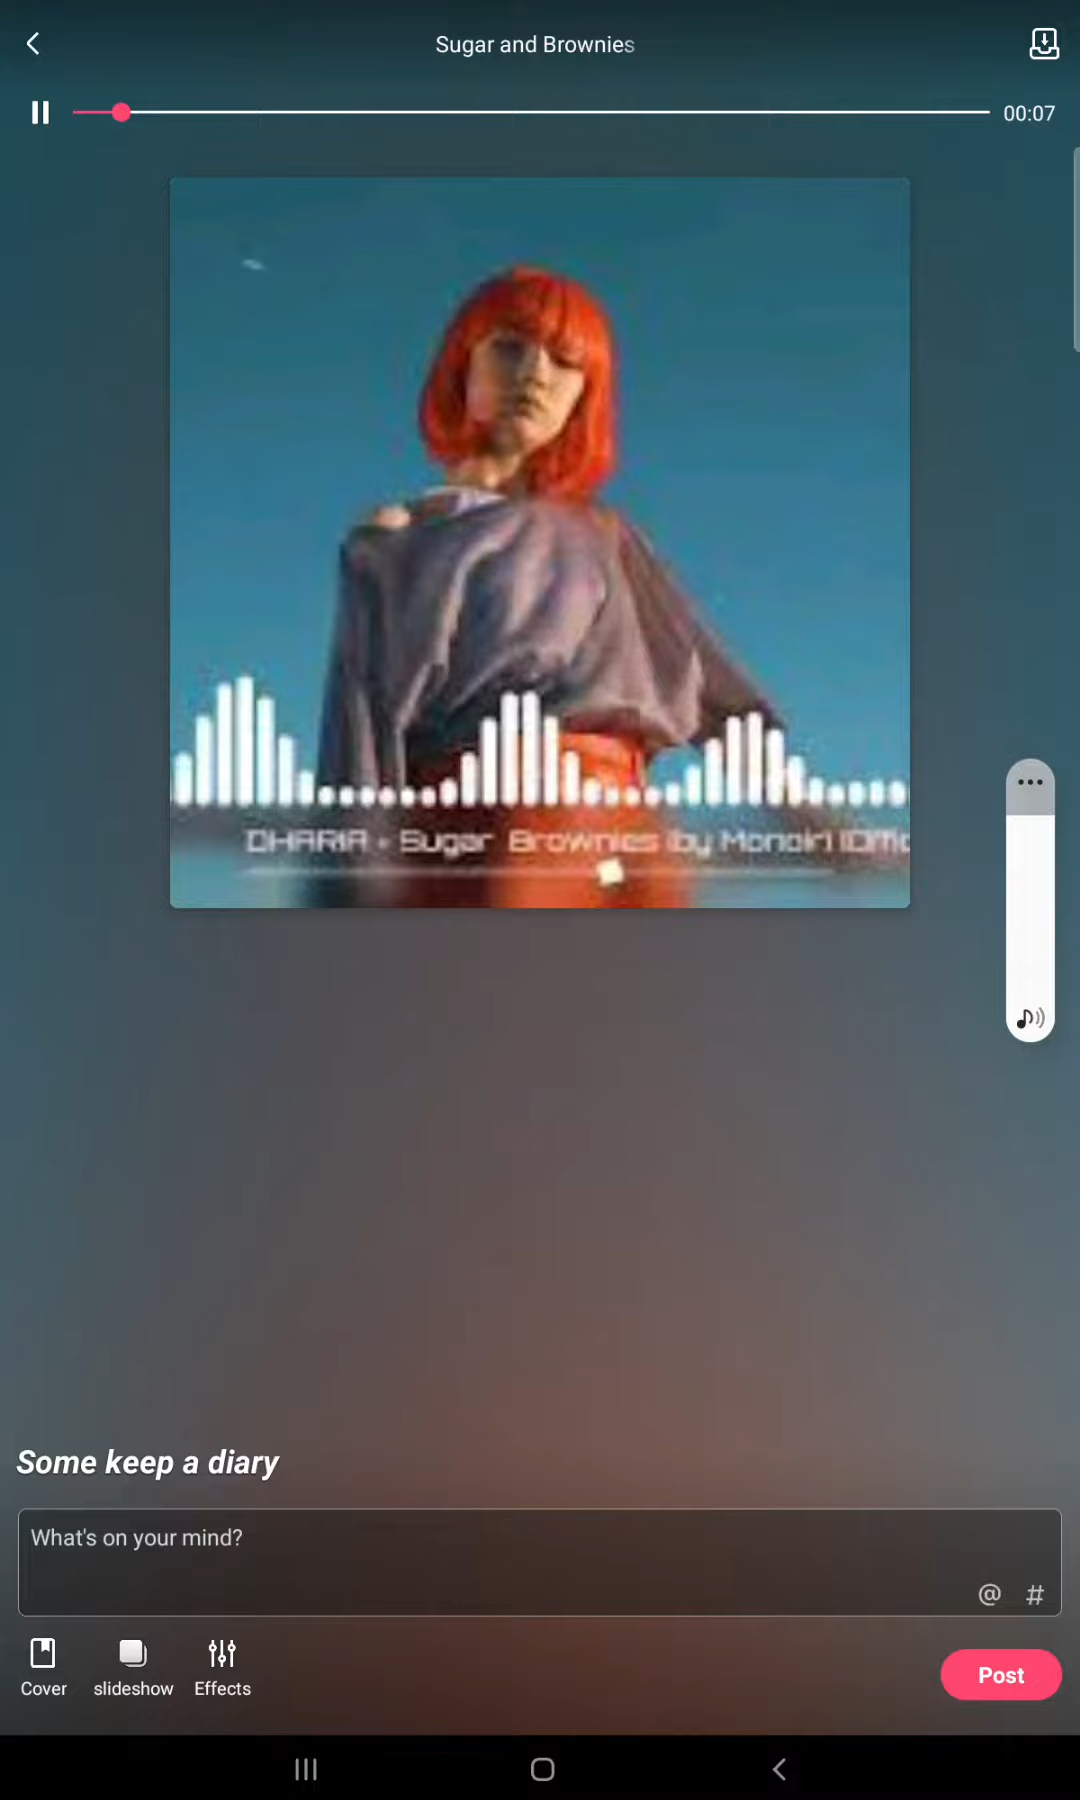 Sugar and Brownies
00:07
DHARIA - Sugar Brownies (by Monoir)
Some keep a diary
What's on your mind?
@ #
Cover slideshow Effects
Post